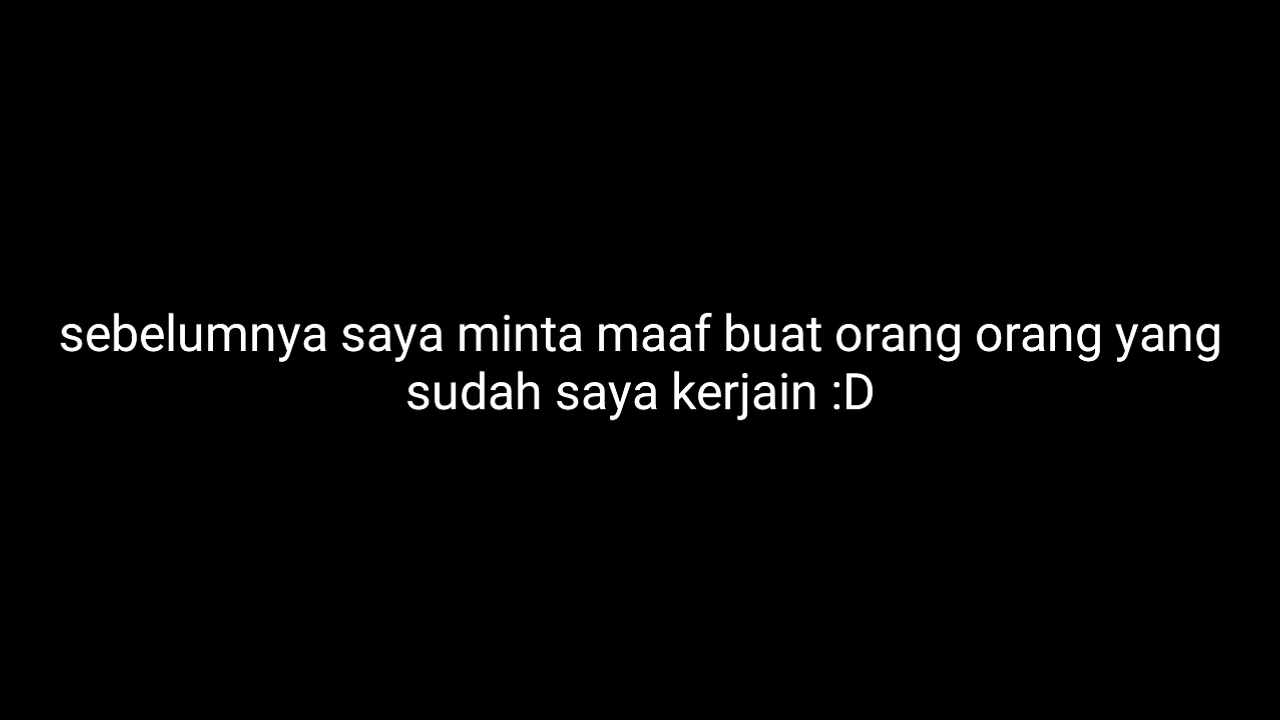 sebelumnya saya minta maaf buat orang orang yang
sudah saya kerjain :D